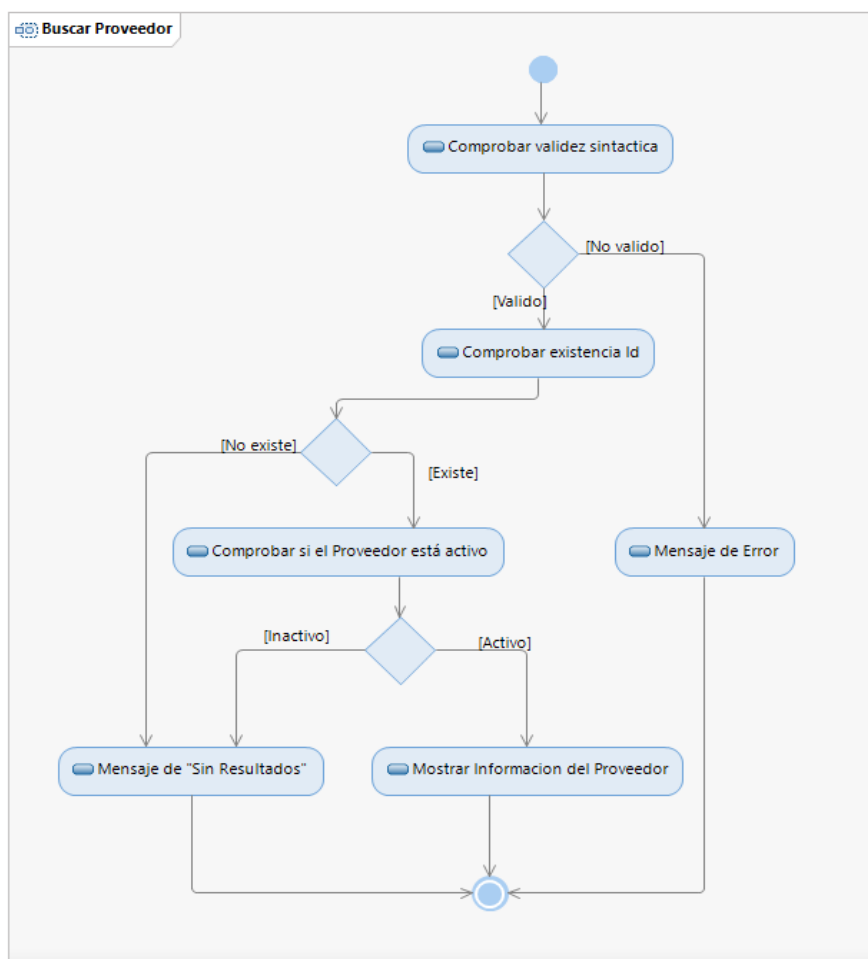 Buscar Proveedor
Comprobar validez sintactica
[No valido]
[Valido]
Comprobar existencia Id
[No existe]
[Existe]
Comprobar si el Proveedor está activo
Mensaje de Error
[Inactivo]
[Activo]
Mensaje de "Sin Resultados"
Mostrar Informacion del Proveedor